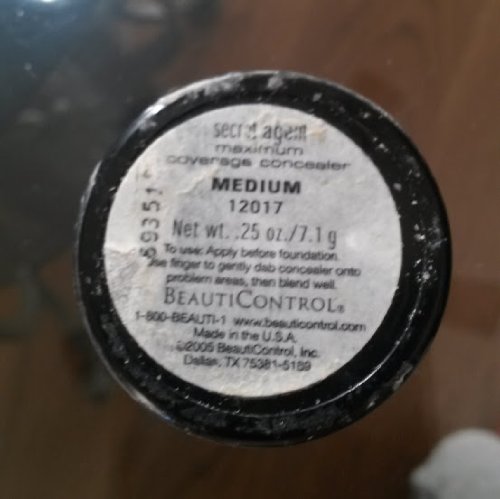 secret agent
maximum
coverage concealer
MEDIUM
12017
Net wt. .25 oz./7.1 g
To use: Apply before foundation.
Use finger to gently dab concealer onto
problem areas, then blend well.
BEAUTICONTROL®
1-800-BEAUTI-1 www.beauticontrol.com
Made in the U.S.A.
©2005 BeautiControl, Inc.
Dallas, TX 75381-5189